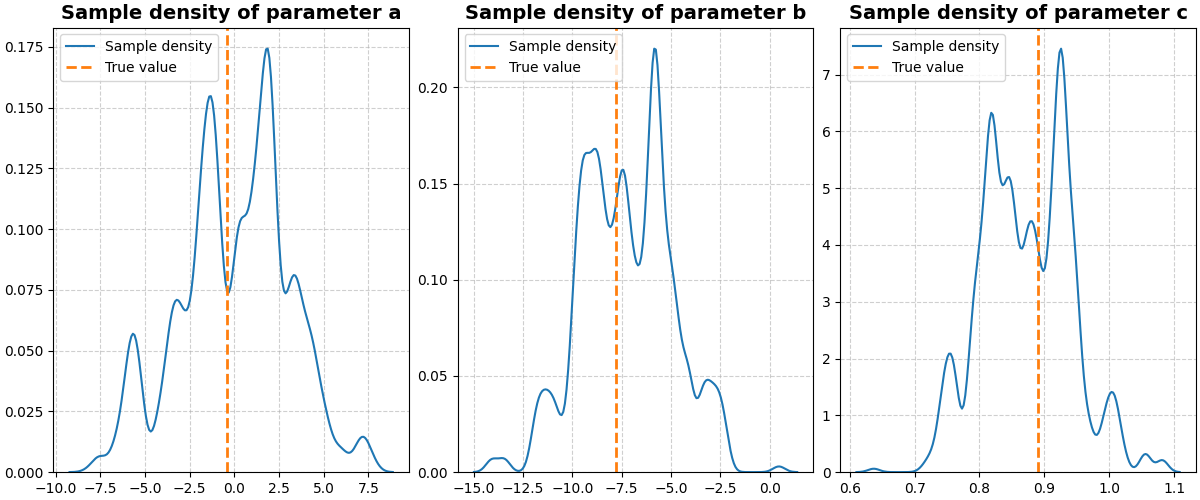 Sample density of parameter a
Sample density
True value
0.175
0.150
0.125
0.100
0.075
0.050
0.025
0.000
−10.0 −7.5 −5.0 −2.5 0.0 2.5 5.0 7.5
Sample density of parameter b
Sample density
True value
0.20
0.15
0.10
0.05
0.00
−15.0 −12.5 −10.0 −7.5 −5.0 −2.5 0.0
Sample density of parameter c
Sample density
True value
7
6
5
4
3
2
1
0
0.6 0.7 0.8 0.9 1.0 1.1